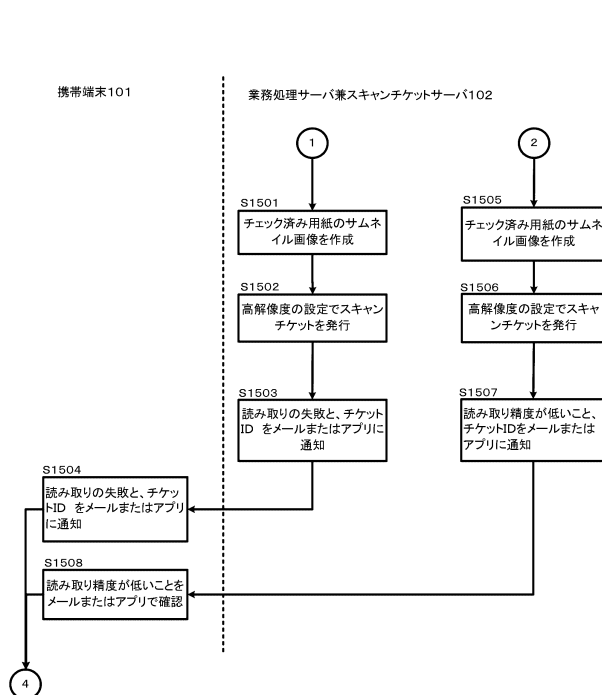 携帯端末101
業務処理サーバ兼スキャンチケットサーバ102
1
2
S1501
チェック済み用紙のサムネ
イル画像を作成
S1505
チェック済み用紙のサムネ
イル画像を作成
S1502
高解像度の設定でスキャン
チケットを発行
S1506
高解像度の設定でスキャ
ンチケットを発行
S1503
読み取りの失敗と、チケット
ID をメールまたはアプリに
通知
S1507
読み取り精度が低いこと、
チケットIDをメールまたは
アプリに通知
S1504
読み取りの失敗と、チケッ
トID をメールまたはアプリ
に通知
S1508
読み取り精度が低いことを
メールまたはアプリで確認
4